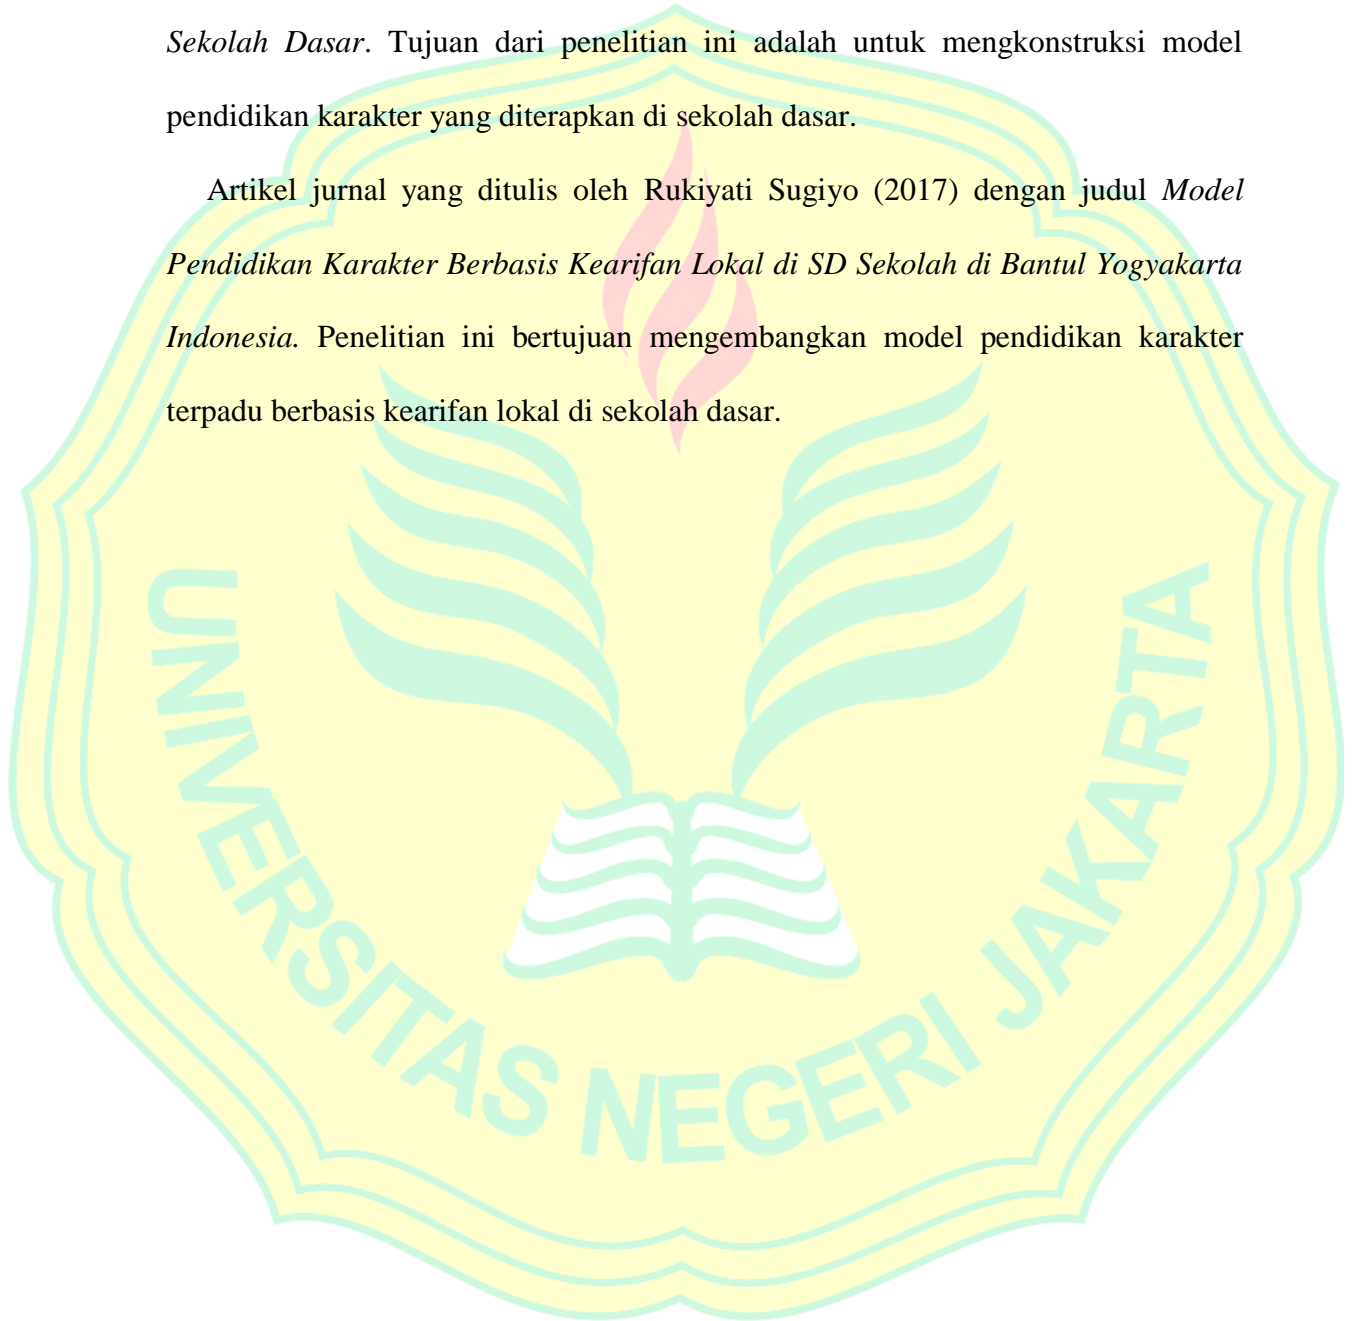 Sekolah Dasar. Tujuan dari penelitian ini adalah untuk mengkonstruksi model
pendidikan karakter yang diterapkan di sekolah dasar.
Artikel jurnal yang ditulis oleh Rukiyati Sugiyo (2017) dengan judul Model
Pendidikan Karakter Berbasis Kearifan Lokal di SD Sekolah di Bantul Yogyakarta
Indonesia. Penelitian ini bertujuan mengembangkan model pendidikan karakter
terpadu berbasis kearifan lokal di sekolah dasar.
UNIVERSITAS NEGERI JAKARTA